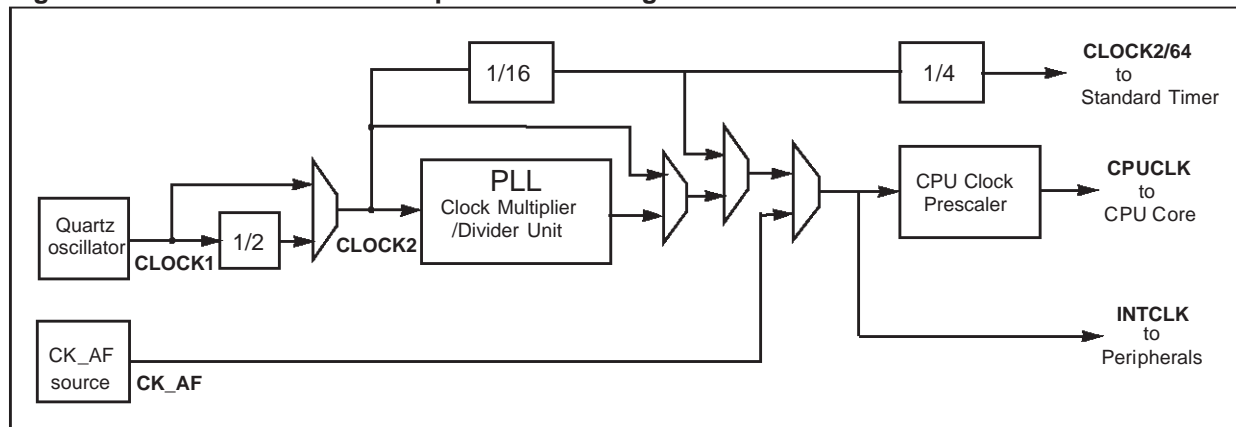 1/16
1/4
CLOCK2/64
to
Standard Timer
PLL
Clock Multiplier
/Divider Unit
CPU Clock
Prescaler
CPUCLK
to
CPU Core
Quartz
oscillator
CLOCK1
1/2
CLOCK2
INTCLK
to
Peripherals
CK_AF
source
CK_AF